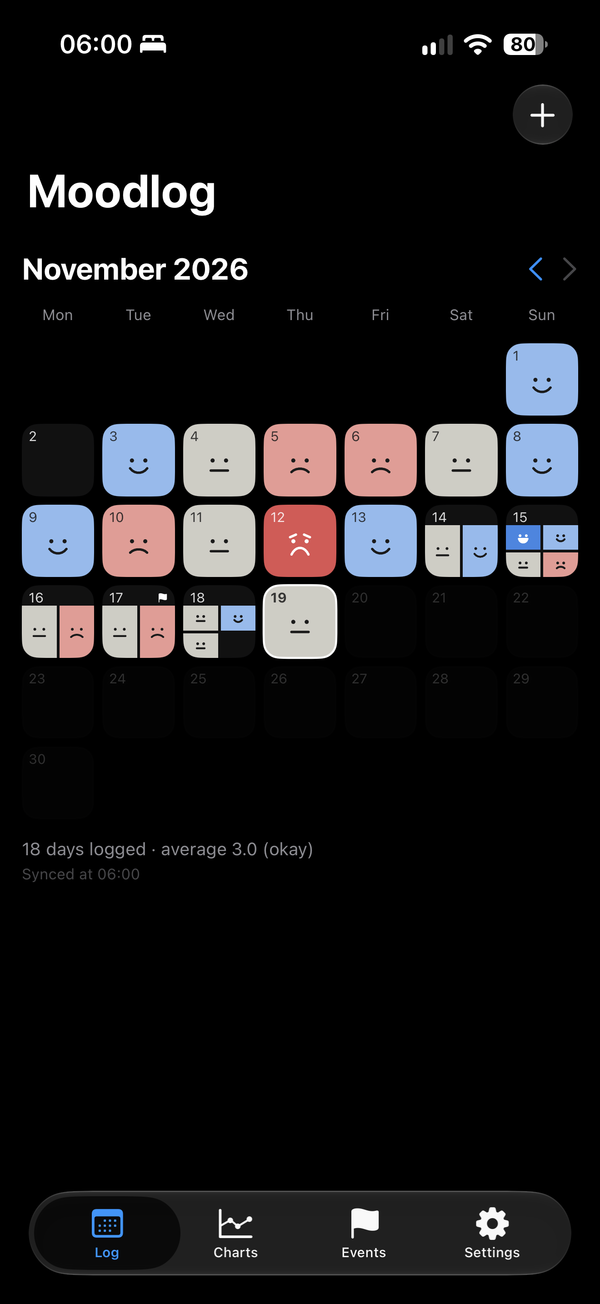 06:00
80
Moodlog
November 2026
Mon Tue Wed Thu Fri Sat Sun
1
2 3 4 5 6 7 8
9 10 11 12 13 14 15
16 17 18 19 20 21 22
23 24 25 26 27 28 29
30
18 days logged · average 3.0 (okay)
Synced at 06:00
Log Charts Events Settings